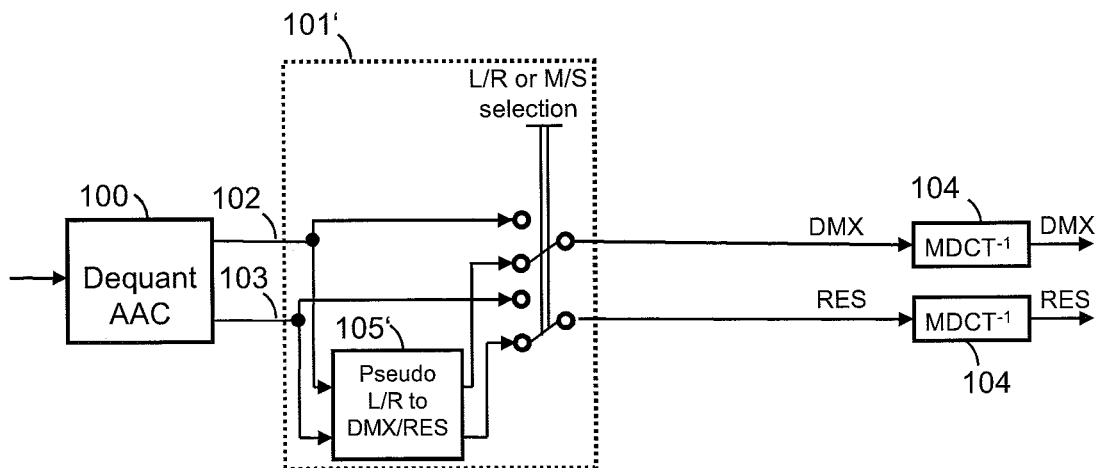 101‘
L/R or M/S
selection
100
102
Dequant
AAC
103
105‘
Pseudo
L/R to
DMX/RES
DMX
104
MDCT⁻¹
DMX
RES
MDCT⁻¹
RES
104